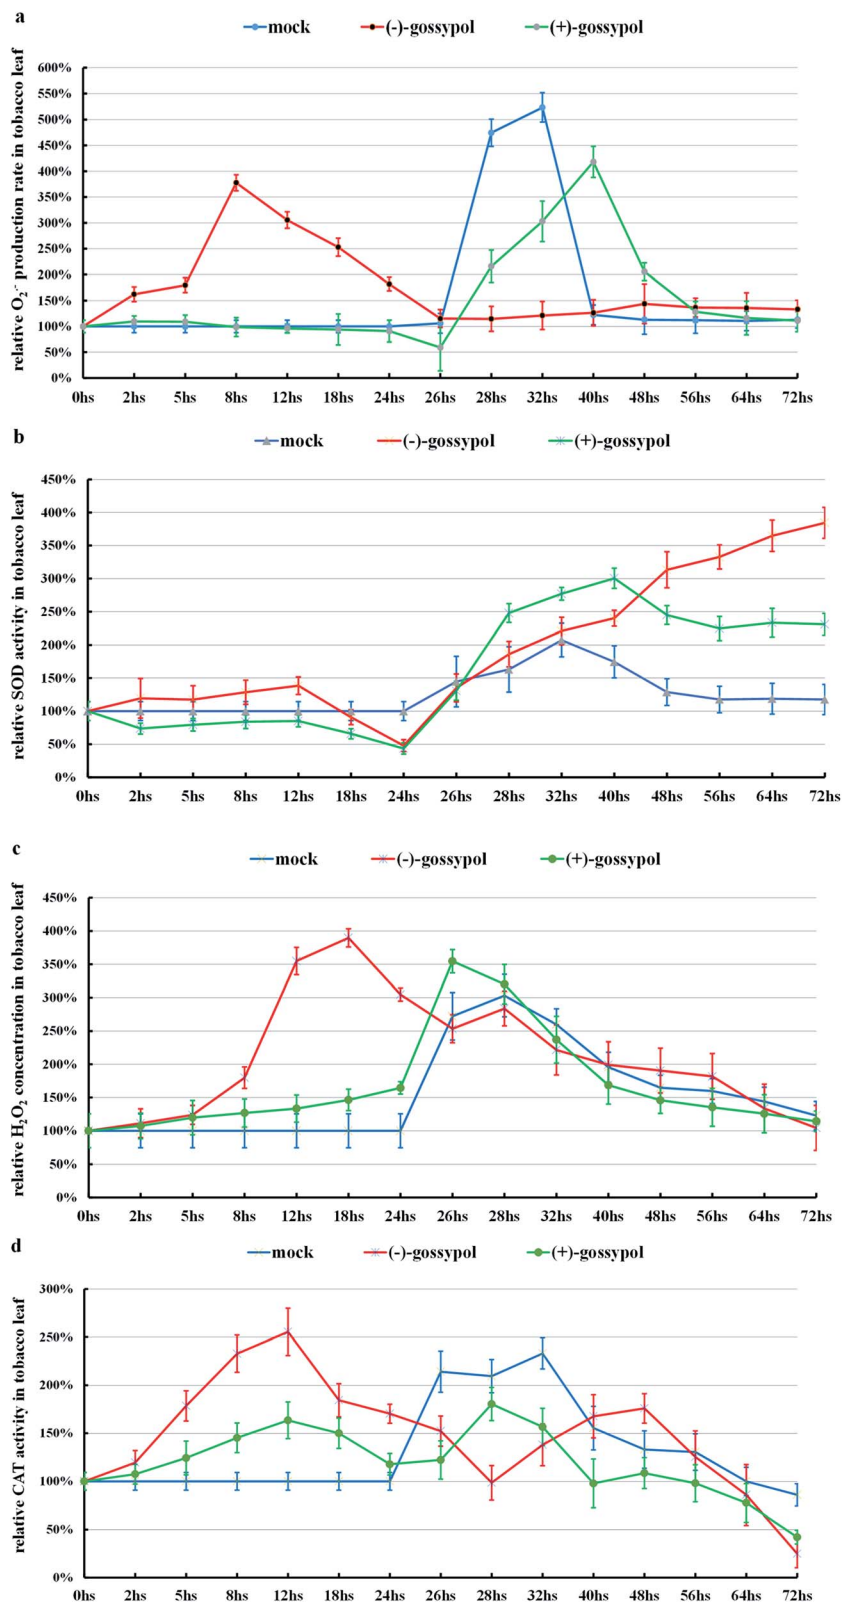 a
mock (-)-gossypol (+)-gossypol
relative O₂·⁻ production rate in tobacco leaf
600%
550%
500%
450%
400%
350%
300%
250%
200%
150%
100%
50%
0%
0hs 2hs 5hs 8hs 12hs 18hs 24hs 26hs 28hs 32hs 40hs 48hs 56hs 64hs 72hs
b
mock (-)-gossypol (+)-gossypol
relative SOD activity in tobacco leaf
450%
400%
350%
300%
250%
200%
150%
100%
50%
0%
0hs 2hs 5hs 8hs 12hs 18hs 24hs 26hs 28hs 32hs 40hs 48hs 56hs 64hs 72hs
c
mock (-)-gossypol (+)-gossypol
relative H₂O₂ concentration in tobacco leaf
450%
400%
350%
300%
250%
200%
150%
100%
50%
0%
0hs 2hs 5hs 8hs 12hs 18hs 24hs 26hs 28hs 32hs 40hs 48hs 56hs 64hs 72hs
d
mock (-)-gossypol (+)-gossypol
relative CAT activity in tobacco leaf
300%
250%
200%
150%
100%
50%
0%
0hs 2hs 5hs 8hs 12hs 18hs 24hs 26hs 28hs 32hs 40hs 48hs 56hs 64hs 72hs